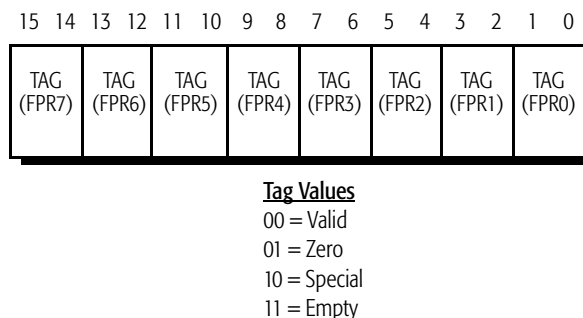 15 14 13 12 11 10 9 8 7 6 5 4 3 2 1 0
TAG TAG TAG TAG TAG TAG TAG TAG
(FPR7) (FPR6) (FPR5) (FPR4) (FPR3) (FPR2) (FPR1) (FPR0)
Tag Values
00 = Valid
01 = Zero
10 = Special
11 = Empty